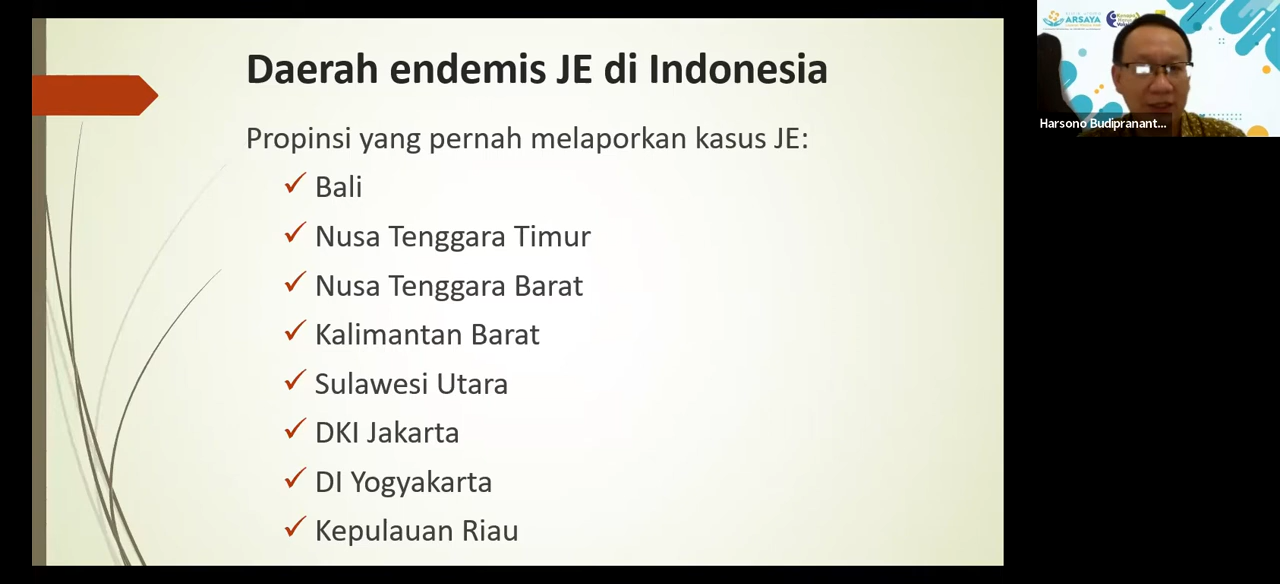 Daerah endemis JE di Indonesia
Propinsi yang pernah melaporkan kasus JE:
Bali
Nusa Tenggara Timur
Nusa Tenggara Barat
Kalimantan Barat
Sulawesi Utara
DKI Jakarta
DI Yogyakarta
Kepulauan Riau
ARSAYA
Harsono Budipranant...